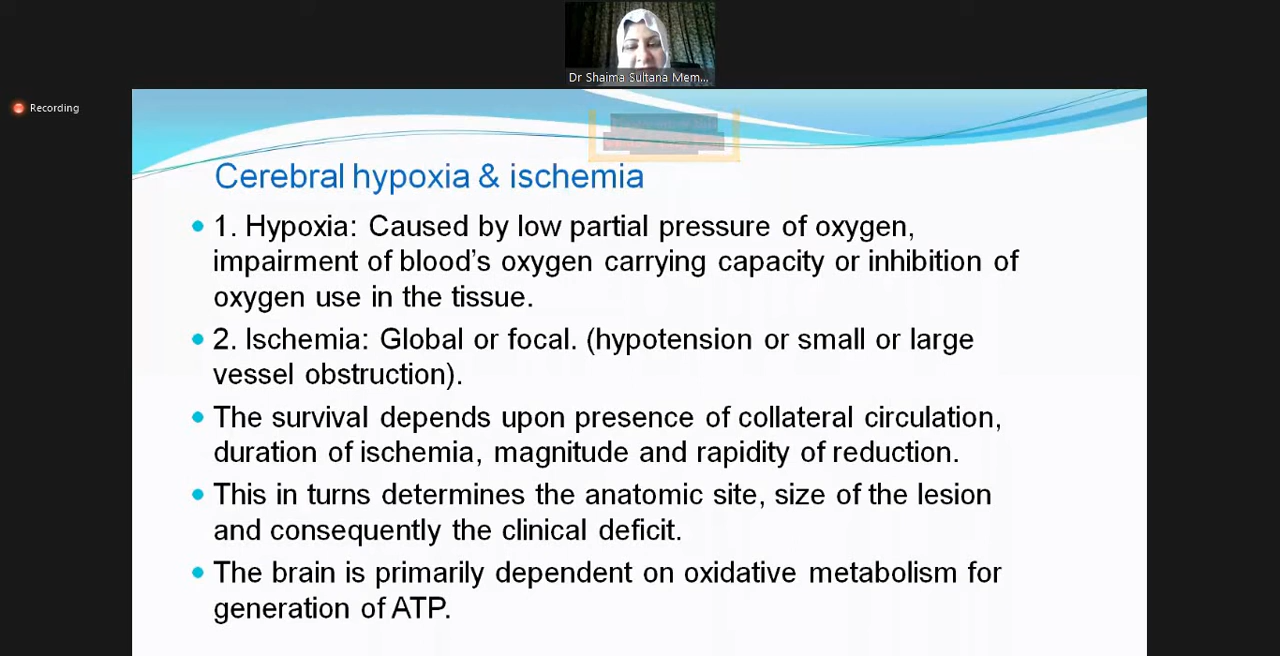 Dr Shaima Sultana Mem...
Recording
Cerebral hypoxia & ischemia
1. Hypoxia: Caused by low partial pressure of oxygen,
impairment of blood's oxygen carrying capacity or inhibition of
oxygen use in the tissue.
2. Ischemia: Global or focal. (hypotension or small or large
vessel obstruction).
The survival depends upon presence of collateral circulation,
duration of ischemia, magnitude and rapidity of reduction.
This in turns determines the anatomic site, size of the lesion
and consequently the clinical deficit.
The brain is primarily dependent on oxidative metabolism for
generation of ATP.